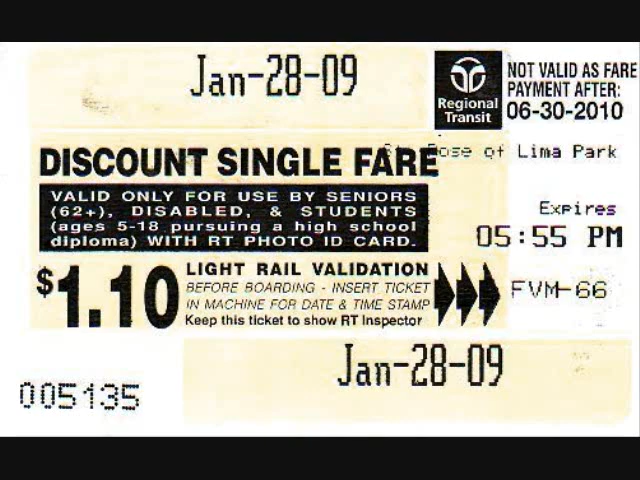 Jan-28-09
Regional
Transit
NOT VALID AS FARE
PAYMENT AFTER:
06-30-2010
DISCOUNT SINGLE FARE
St. Rose of Lima Park
VALID ONLY FOR USE BY SENIORS
(62+), DISABLED, & STUDENTS
(ages 5-18 pursuing a high school
diploma) WITH RT PHOTO ID CARD.
Expires
05:55 PM
$1.10
LIGHT RAIL VALIDATION
BEFORE BOARDING - INSERT TICKET
IN MACHINE FOR DATE & TIME STAMP
Keep this ticket to show RT Inspector
FVM-66
Jan-28-09
005135